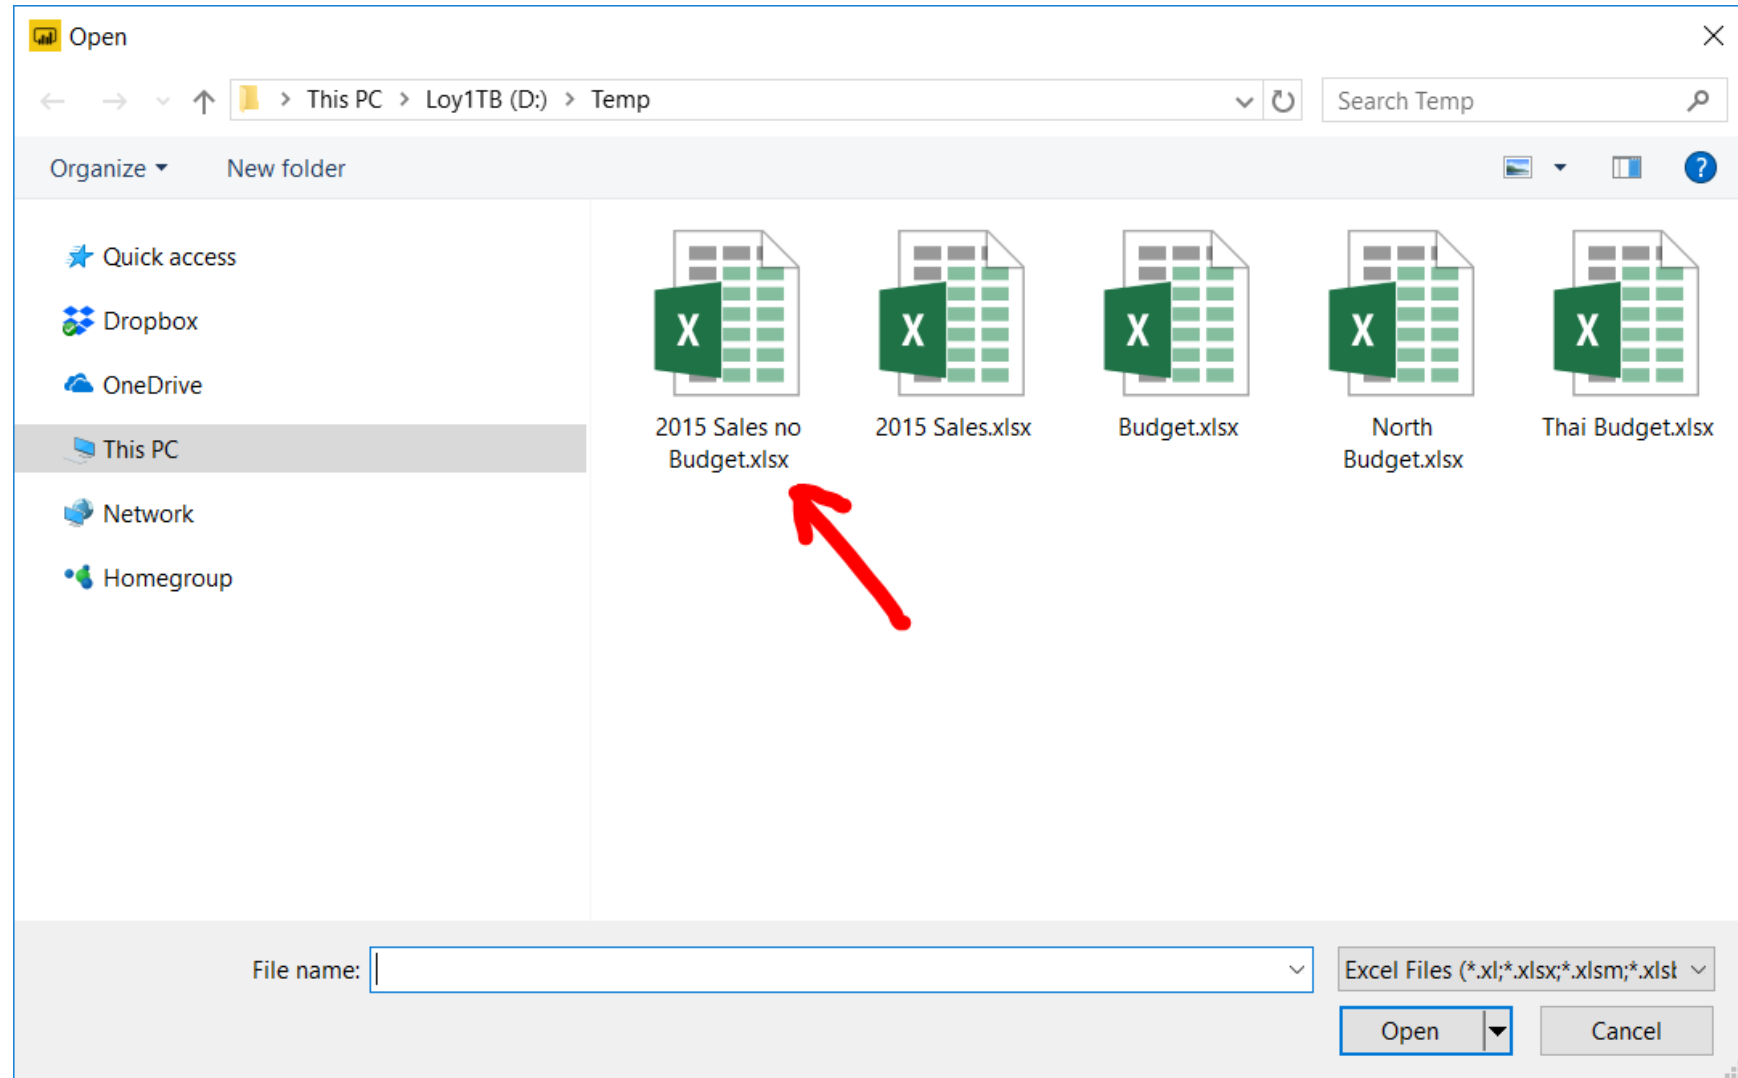 Open
This PC > Loy1TB (D:) > Temp
Search Temp
Organize
New folder
?
Quick access
Dropbox
OneDrive
This PC
Network
Homegroup
X
X
X
X
X
2015 Sales no
Budget.xlsx
2015 Sales.xlsx
Budget.xlsx
North
Budget.xlsx
Thai Budget.xlsx
File name:
Excel Files (*.xl;*.xlsx;*.xlsm;*.xlsb
Open
Cancel